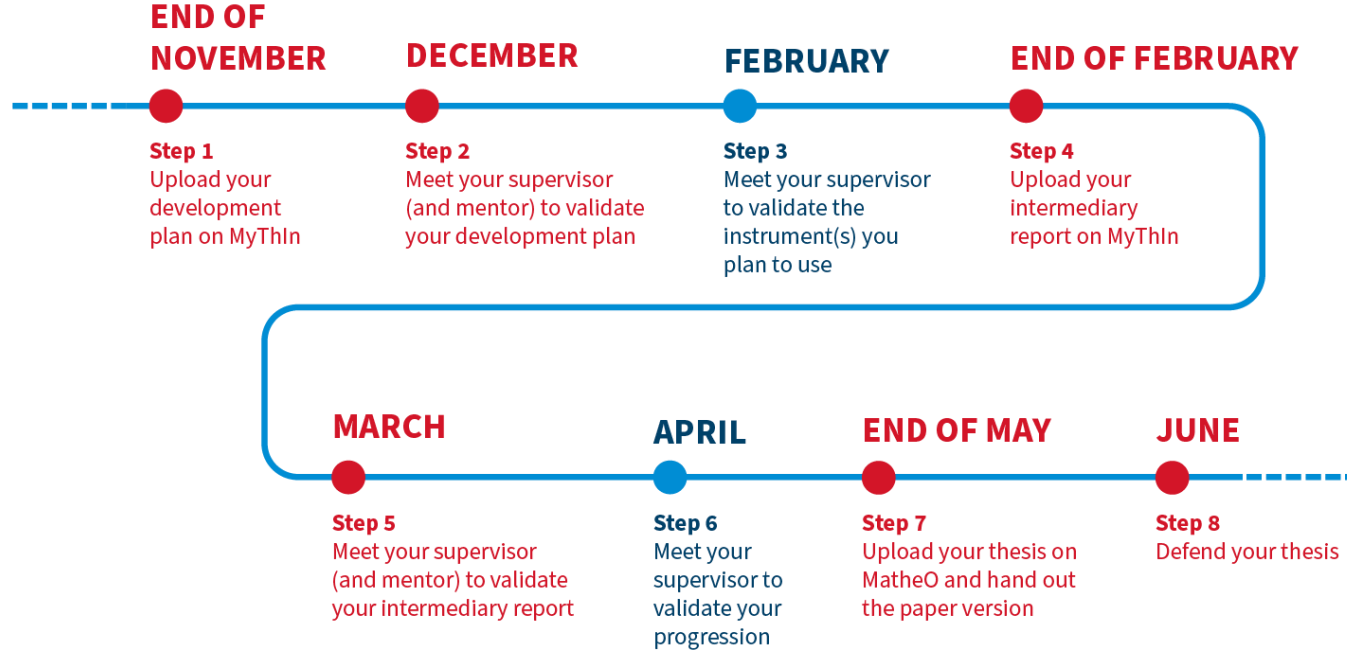 END OF
NOVEMBER
DECEMBER
FEBRUARY
END OF FEBRUARY
Step 1
Upload your
development
plan on MyThIn
Step 2
Meet your supervisor
(and mentor) to validate
your development plan
Step 3
Meet your supervisor
to validate the
instrument(s) you
plan to use
Step 4
Upload your
intermediary
report on MyThIn
MARCH
APRIL
END OF MAY
JUNE
Step 5
Meet your supervisor
(and mentor) to validate
your intermediary report
Step 6
Meet your
supervisor to
validate your
progression
Step 7
Upload your thesis on
MatheO and hand out
the paper version
Step 8
Defend your thesis